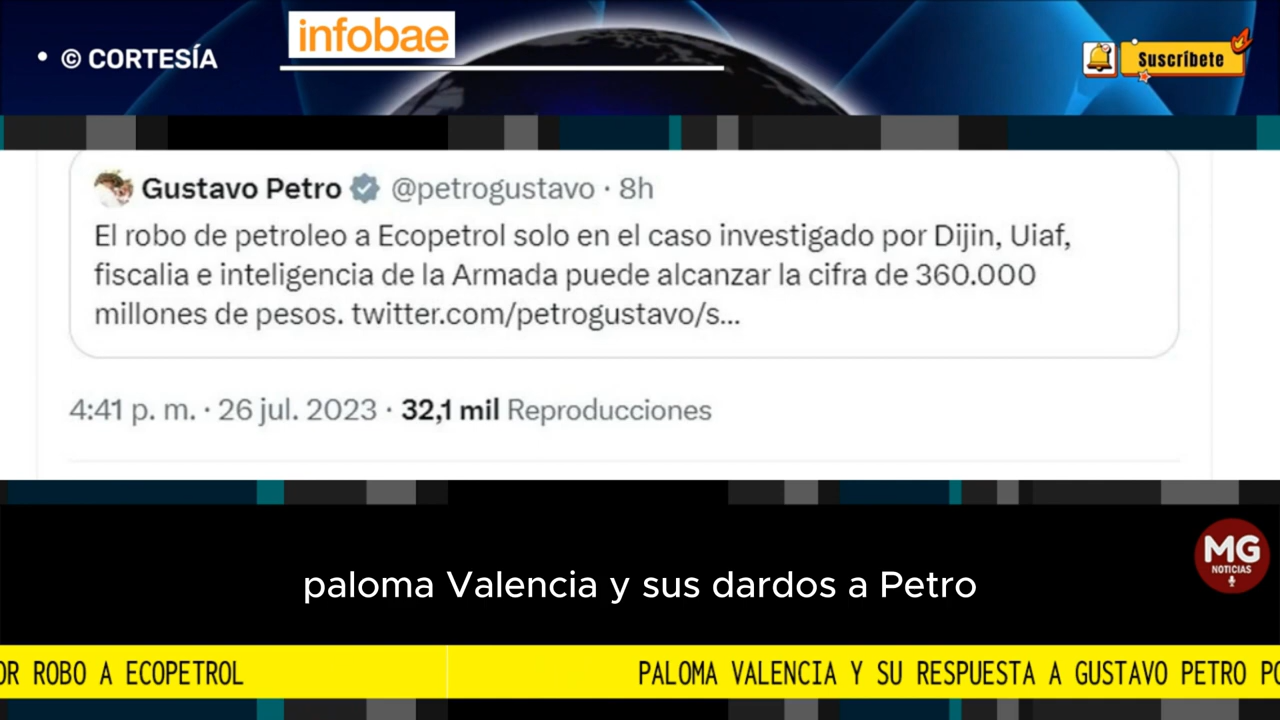 infobae
• © CORTESÍA
Suscríbete
Gustavo Petro @petrogustavo · 8h
El robo de petroleo a Ecopetrol solo en el caso investigado por Dijin, Uiaf,
fiscalia e inteligencia de la Armada puede alcanzar la cifra de 360.000
millones de pesos. twitter.com/petrogustavo/s...
4:41 p. m. · 26 jul. 2023 · 32,1 mil Reproducciones
MG
NOTICIAS
paloma Valencia y sus dardos a Petro
OR ROBO A ECOPETROL PALOMA VALENCIA Y SU RESPUESTA A GUSTAVO PETRO PO